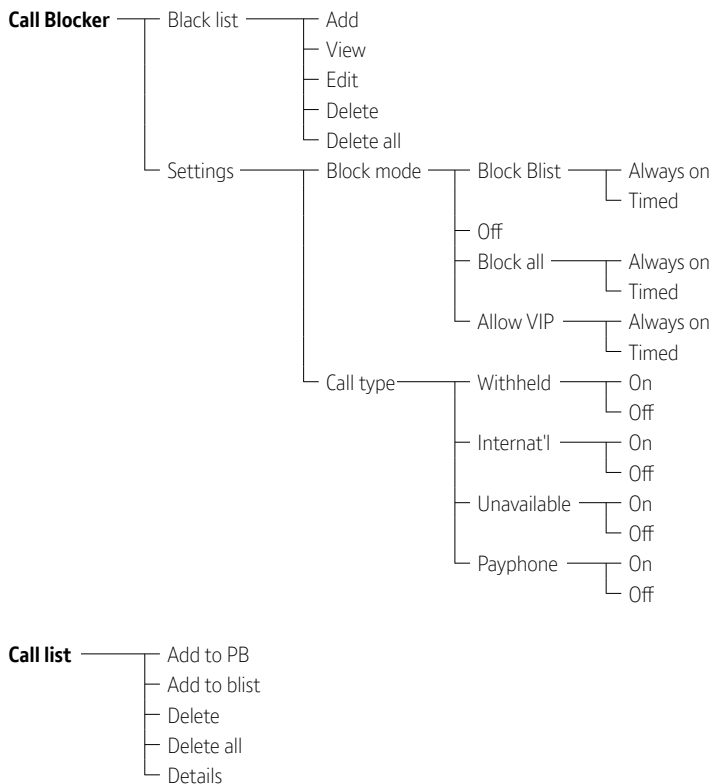 Call Blocker Black list Add
View
Edit
Delete
Delete all
Settings Block mode Block Blist Always on
Timed
Off
Block all Always on
Timed
Allow VIP Always on
Timed
Call type Withheld On
Off
Internat'l On
Off
Unavailable On
Off
Payphone On
Off
Call list Add to PB
Add to blist
Delete
Delete all
Details